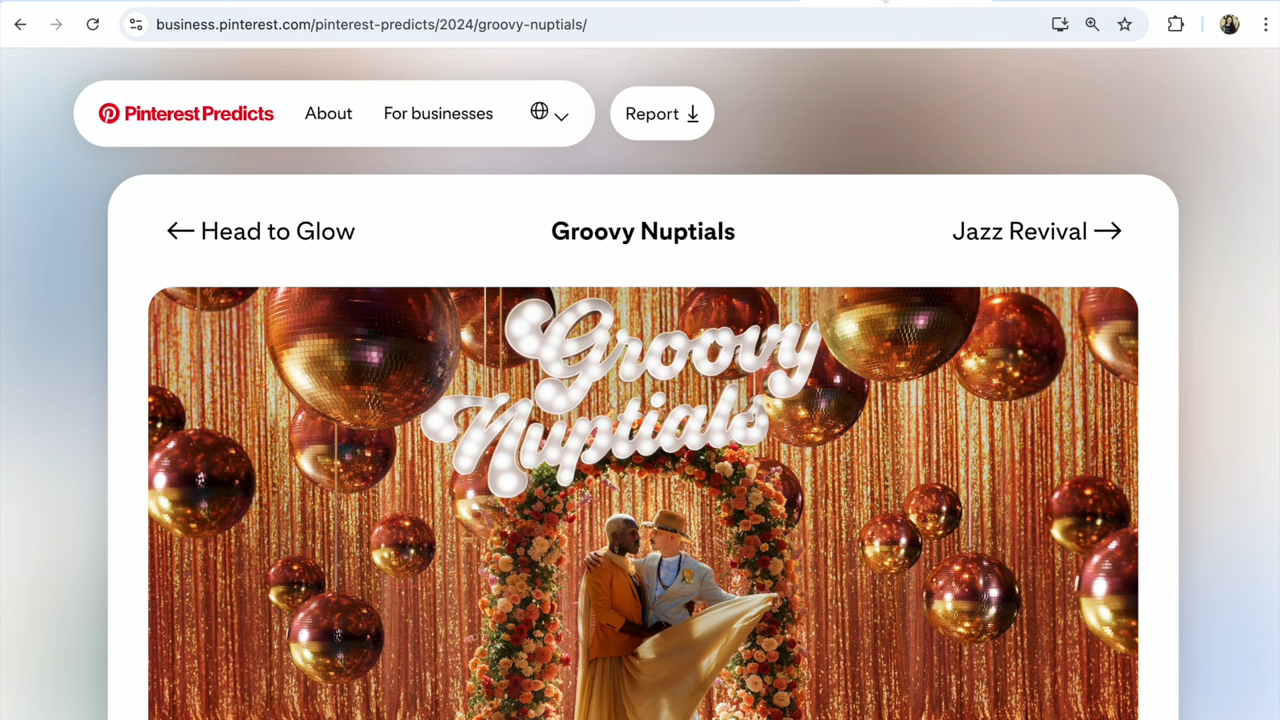 business.pinterest.com/pinterest-predicts/2024/groovy-nuptials/
Pinterest Predicts About For businesses Report
Head to Glow Groovy Nuptials Jazz Revival
Groovy
Nuptials